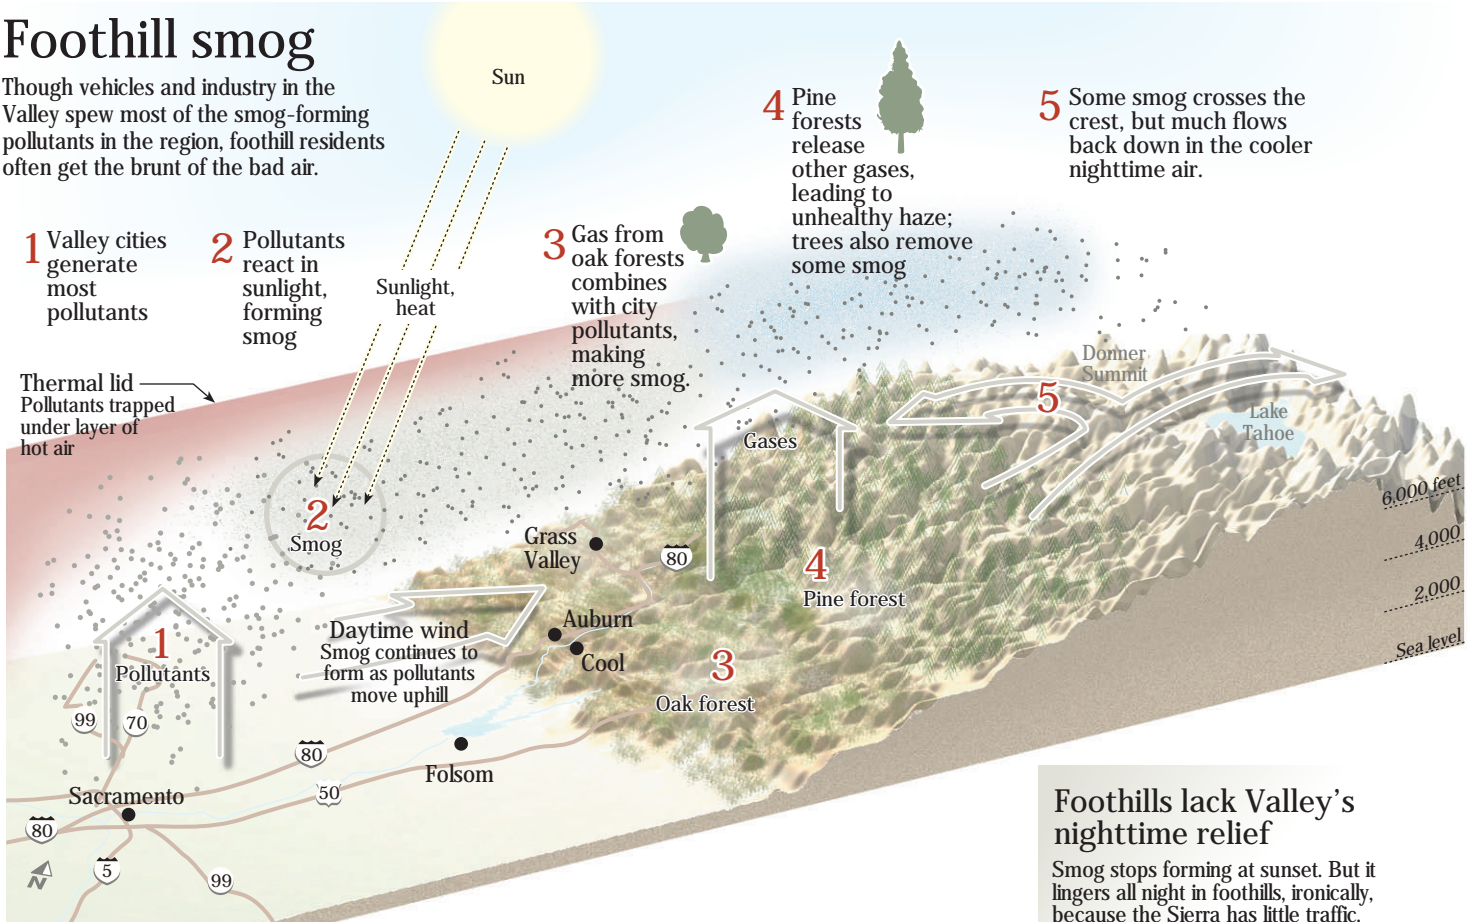 Foothill smog
Though vehicles and industry in the
Valley spew most of the smog-forming
pollutants in the region, foothill residents
often get the brunt of the bad air.
Sun
1 Valley cities
generate
most
pollutants
2 Pollutants
react in
sunlight,
forming
smog
Sunlight,
heat
3 Gas from
oak forests
combines
with city
pollutants,
making
more smog.
4 Pine
forests
release
other gases,
leading to
unhealthy haze;
trees also remove
some smog
5 Some smog crosses the
crest, but much flows
back down in the cooler
nighttime air.
Thermal lid
Pollutants trapped
under layer of
hot air
Donner
Summit
5
Lake
Tahoe
Gases
2
Smog
6,000 feet
4,000
2,000
Sea level
Grass
Valley
80
4
Pine forest
Auburn
Cool
3
Oak forest
Daytime wind
Smog continues to
form as pollutants
move uphill
1
Pollutants
99
70
80
50
Folsom
Sacramento
80
5
99
N
Foothills lack Valley's
nighttime relief
Smog stops forming at sunset. But it
lingers all night in foothills, ironically,
because the Sierra has little traffic.